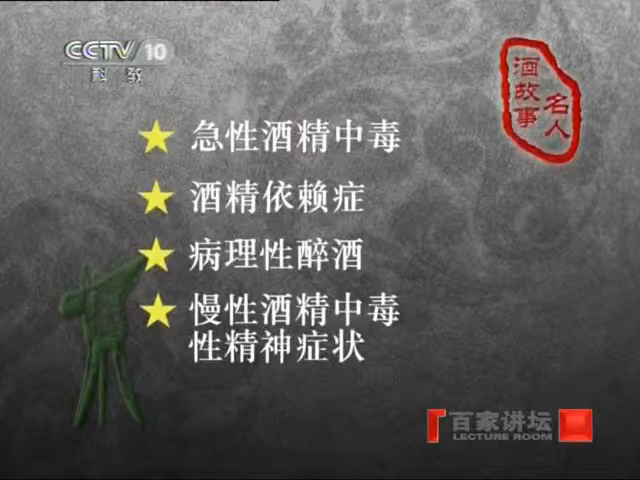 CCTV 10
科教
名人
酒故事
急性酒精中毒
酒精依赖症
病理性醉酒
慢性酒精中毒
性精神症状
百家讲坛
LECTURE ROOM